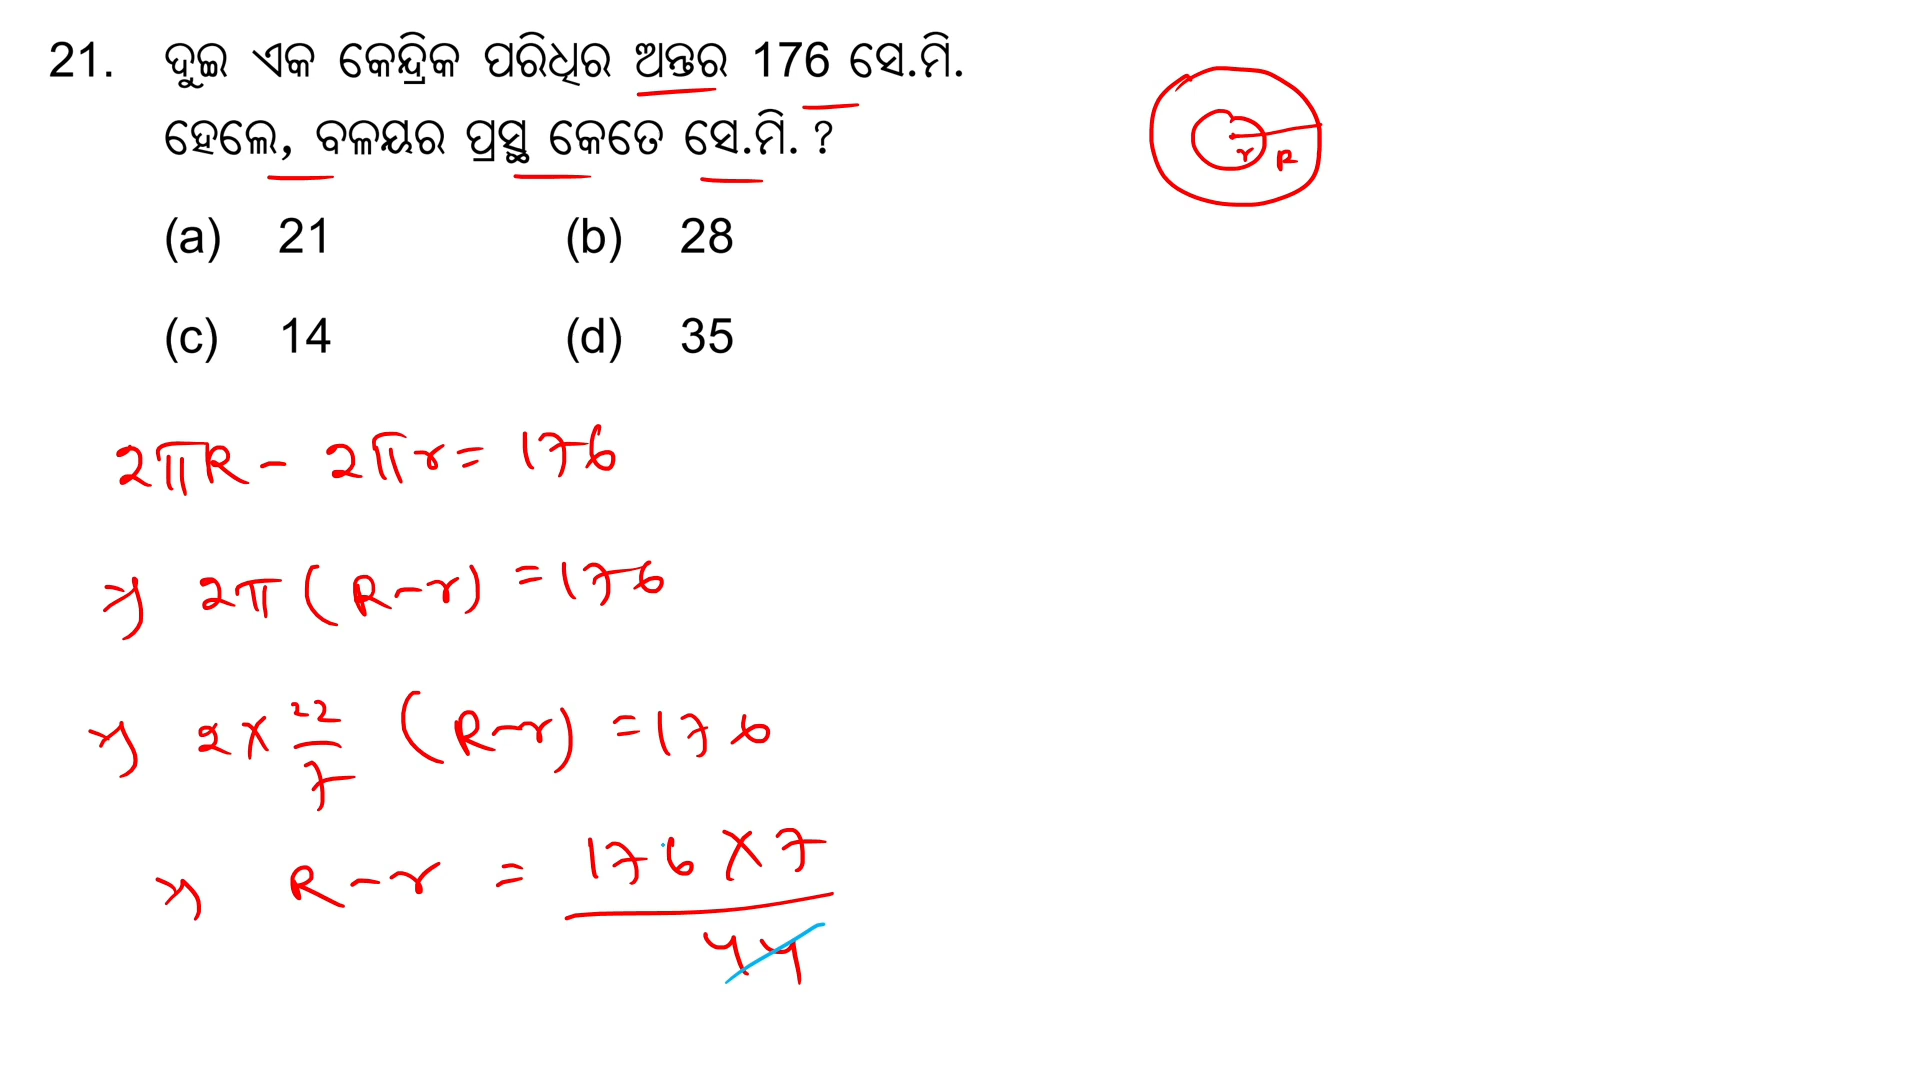 21. ଦୁଇ ଏକ କେନ୍ଦ୍ରିକ ପରିଧିର ଅନ୍ତର 176 ସେ.ମି.
ହେଲେ, ବଳୟର ପ୍ରସ୍ଥ କେତେ ସେ.ମି. ?
(a) 21 (b) 28
(c) 14 (d) 35
r R
2πR - 2πr = 176
⇒ 2π (R-r) = 176
⇒ 2 × 22/7 (R-r) = 176
⇒ R-r = 176 × 7 / 44